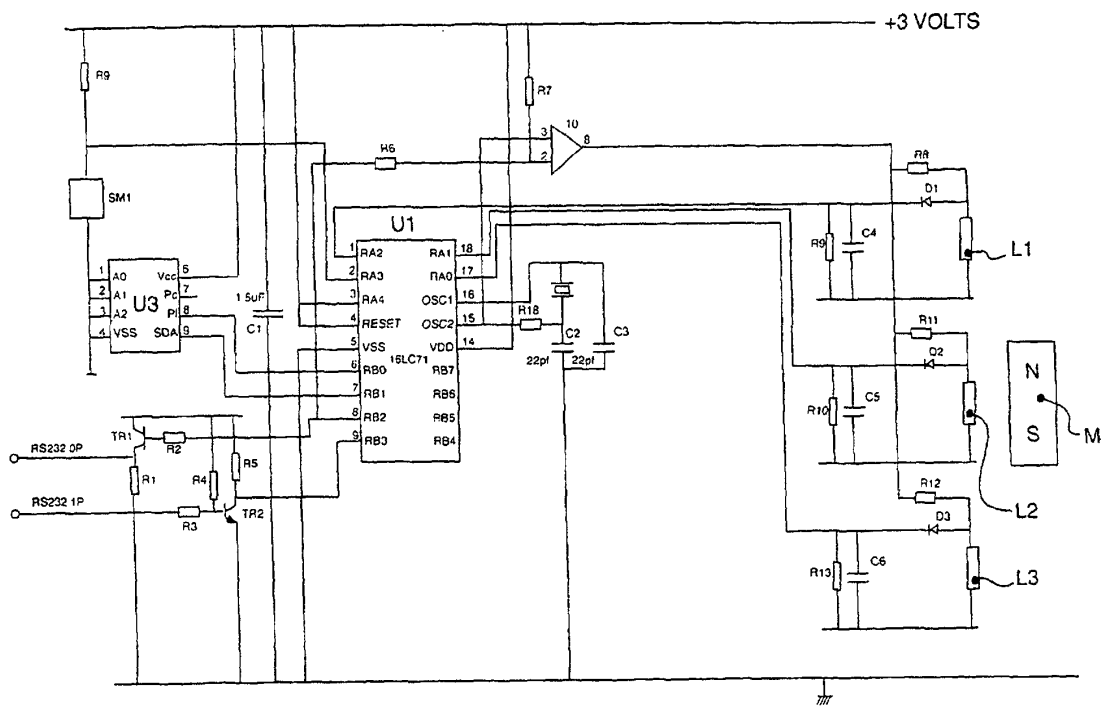 +3 VOLTS
R9
R7
10
3
8
2
R6
R8
D1
SM1
U1
1 RA2 RA1 18
2 RA3 RA0 17
3 RA4 OSC1 16
4 RESET OSC2 15
5 VSS VDD 14
6 RB0 RB7
7 RB1 RB6
8 RB2 RB5
9 RB3 RB4
16LC71
R9
C4
L1
1 A0 Vcc 6
2 A1 Pc 7
3 A2 PI 8
4 VSS SDA 9
U3
1 5uF
C1
R18
C2
22pf
C3
22pf
R11
D2
R10
C5
L2
N
S
M
TR1
R2
RS232 0P
R1
R4
R5
RS232 1P
R3
TR2
R12
D3
R13
C6
L3